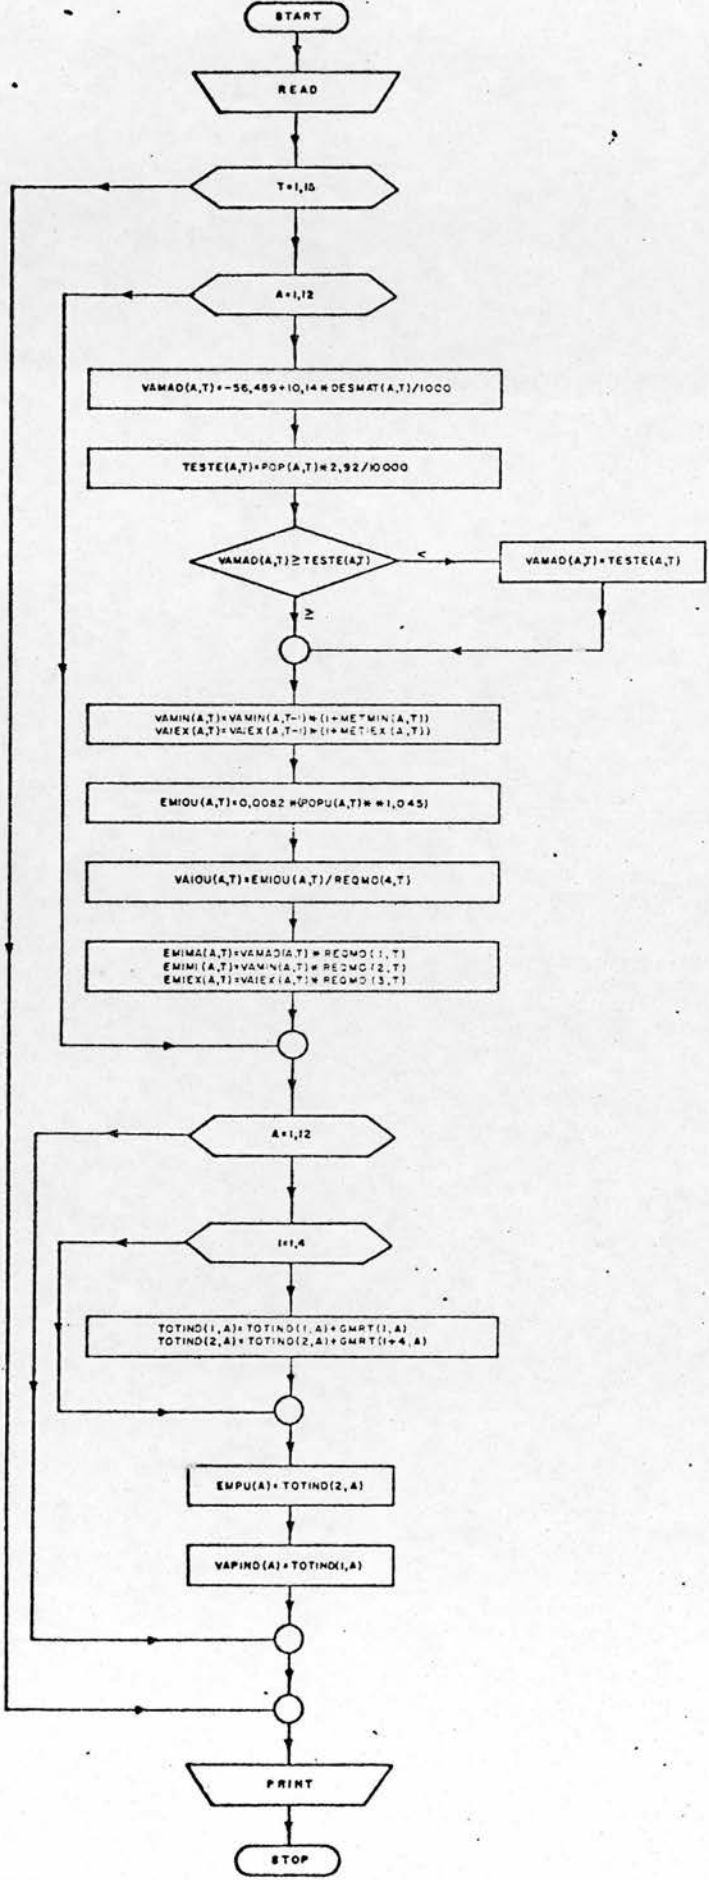 START
READ
T=1,15
A=1,12
VAMAD(A,T)=-56,489+10,14*DESMAT(A,T)/1000
TESTE(A,T)=POP(A,T)*2,92/10000
VAMAD(A,T)≥TESTE(A,T)
<
VAMAD(A,T)=TESTE(A,T)
≥
VAMIN(A,T)=VAMIN(A,T-1)*(1+METMIN(A,T))
VAIEX(A,T)=VAIEX(A,T-1)*(1+METIEX(A,T))
EMIOU(A,T)=0,0082*(POPU(A,T)**1,045)
VAIOU(A,T)=EMIOU(A,T)/REQMO(4,T)
EMIMA(A,T)=VAMAD(A,T)*REQMO(1,T)
EMIMI(A,T)=VAMIN(A,T)*REQMO(2,T)
EMIEX(A,T)=VAIEX(A,T)*REQMO(3,T)
A=1,12
I=1,4
TOTIND(1,A)=TOTIND(1,A)+GMRT(I,A)
TOTIND(2,A)=TOTIND(2,A)+GMRT(I+4,A)
EMPU(A)=TOTIND(2,A)
VAPIND(A)=TOTIND(1,A)
PRINT
STOP